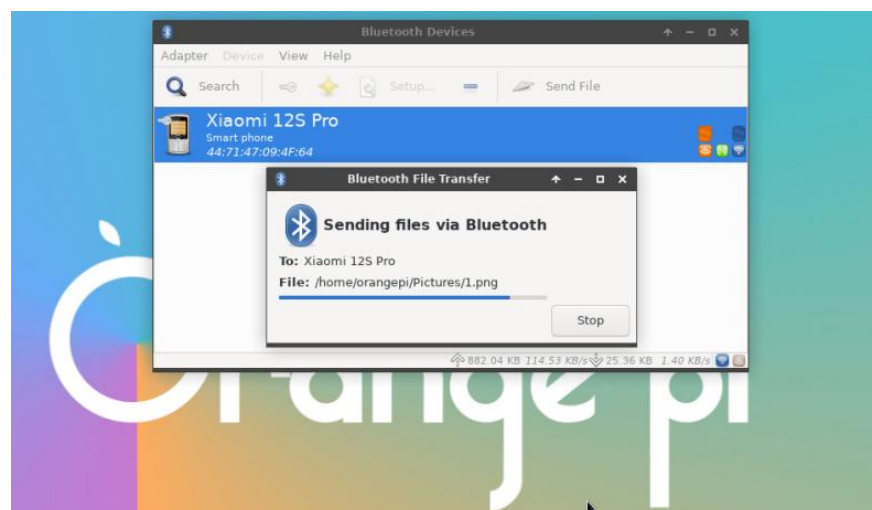 Bluetooth Devices
Adapter Device View Help
Search Setup... Send File
Xiaomi 12S Pro
Smart phone
44:71:47:09:4F:64
Bluetooth File Transfer
Sending files via Bluetooth
To: Xiaomi 12S Pro
File: /home/orangepi/Pictures/1.png
Stop
882.04 KB 114.53 KB/s 25.36 KB 1.40 KB/s
Orange pi